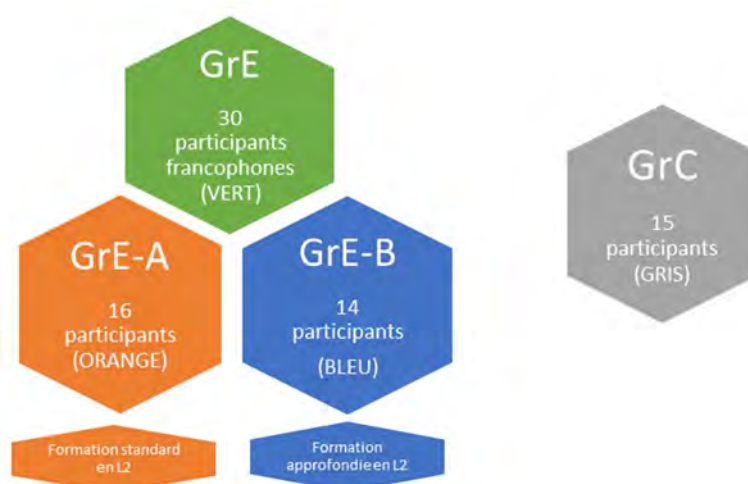 GrE
30
participants
francophones
(VERT)
GrE-A
16
participants
(ORANGE)
GrE-B
14
participants
(BLEU)
GrC
15
participants
(GRIS)
Formation standard
en L2
Formation
approfondie en L2